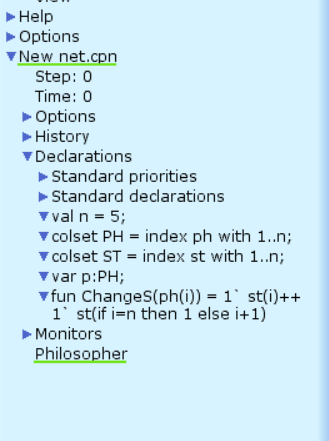 Help
Options
New net.cpn
Step: 0
Time: 0
Options
History
Declarations
Standard priorities
Standard declarations
val n = 5;
colset PH = index ph with 1..n;
colset ST = index st with 1..n;
var p:PH;
fun ChangeS(ph(i)) = 1` st(i)++
1` st(if i=n then 1 else i+1)
Monitors
Philosopher